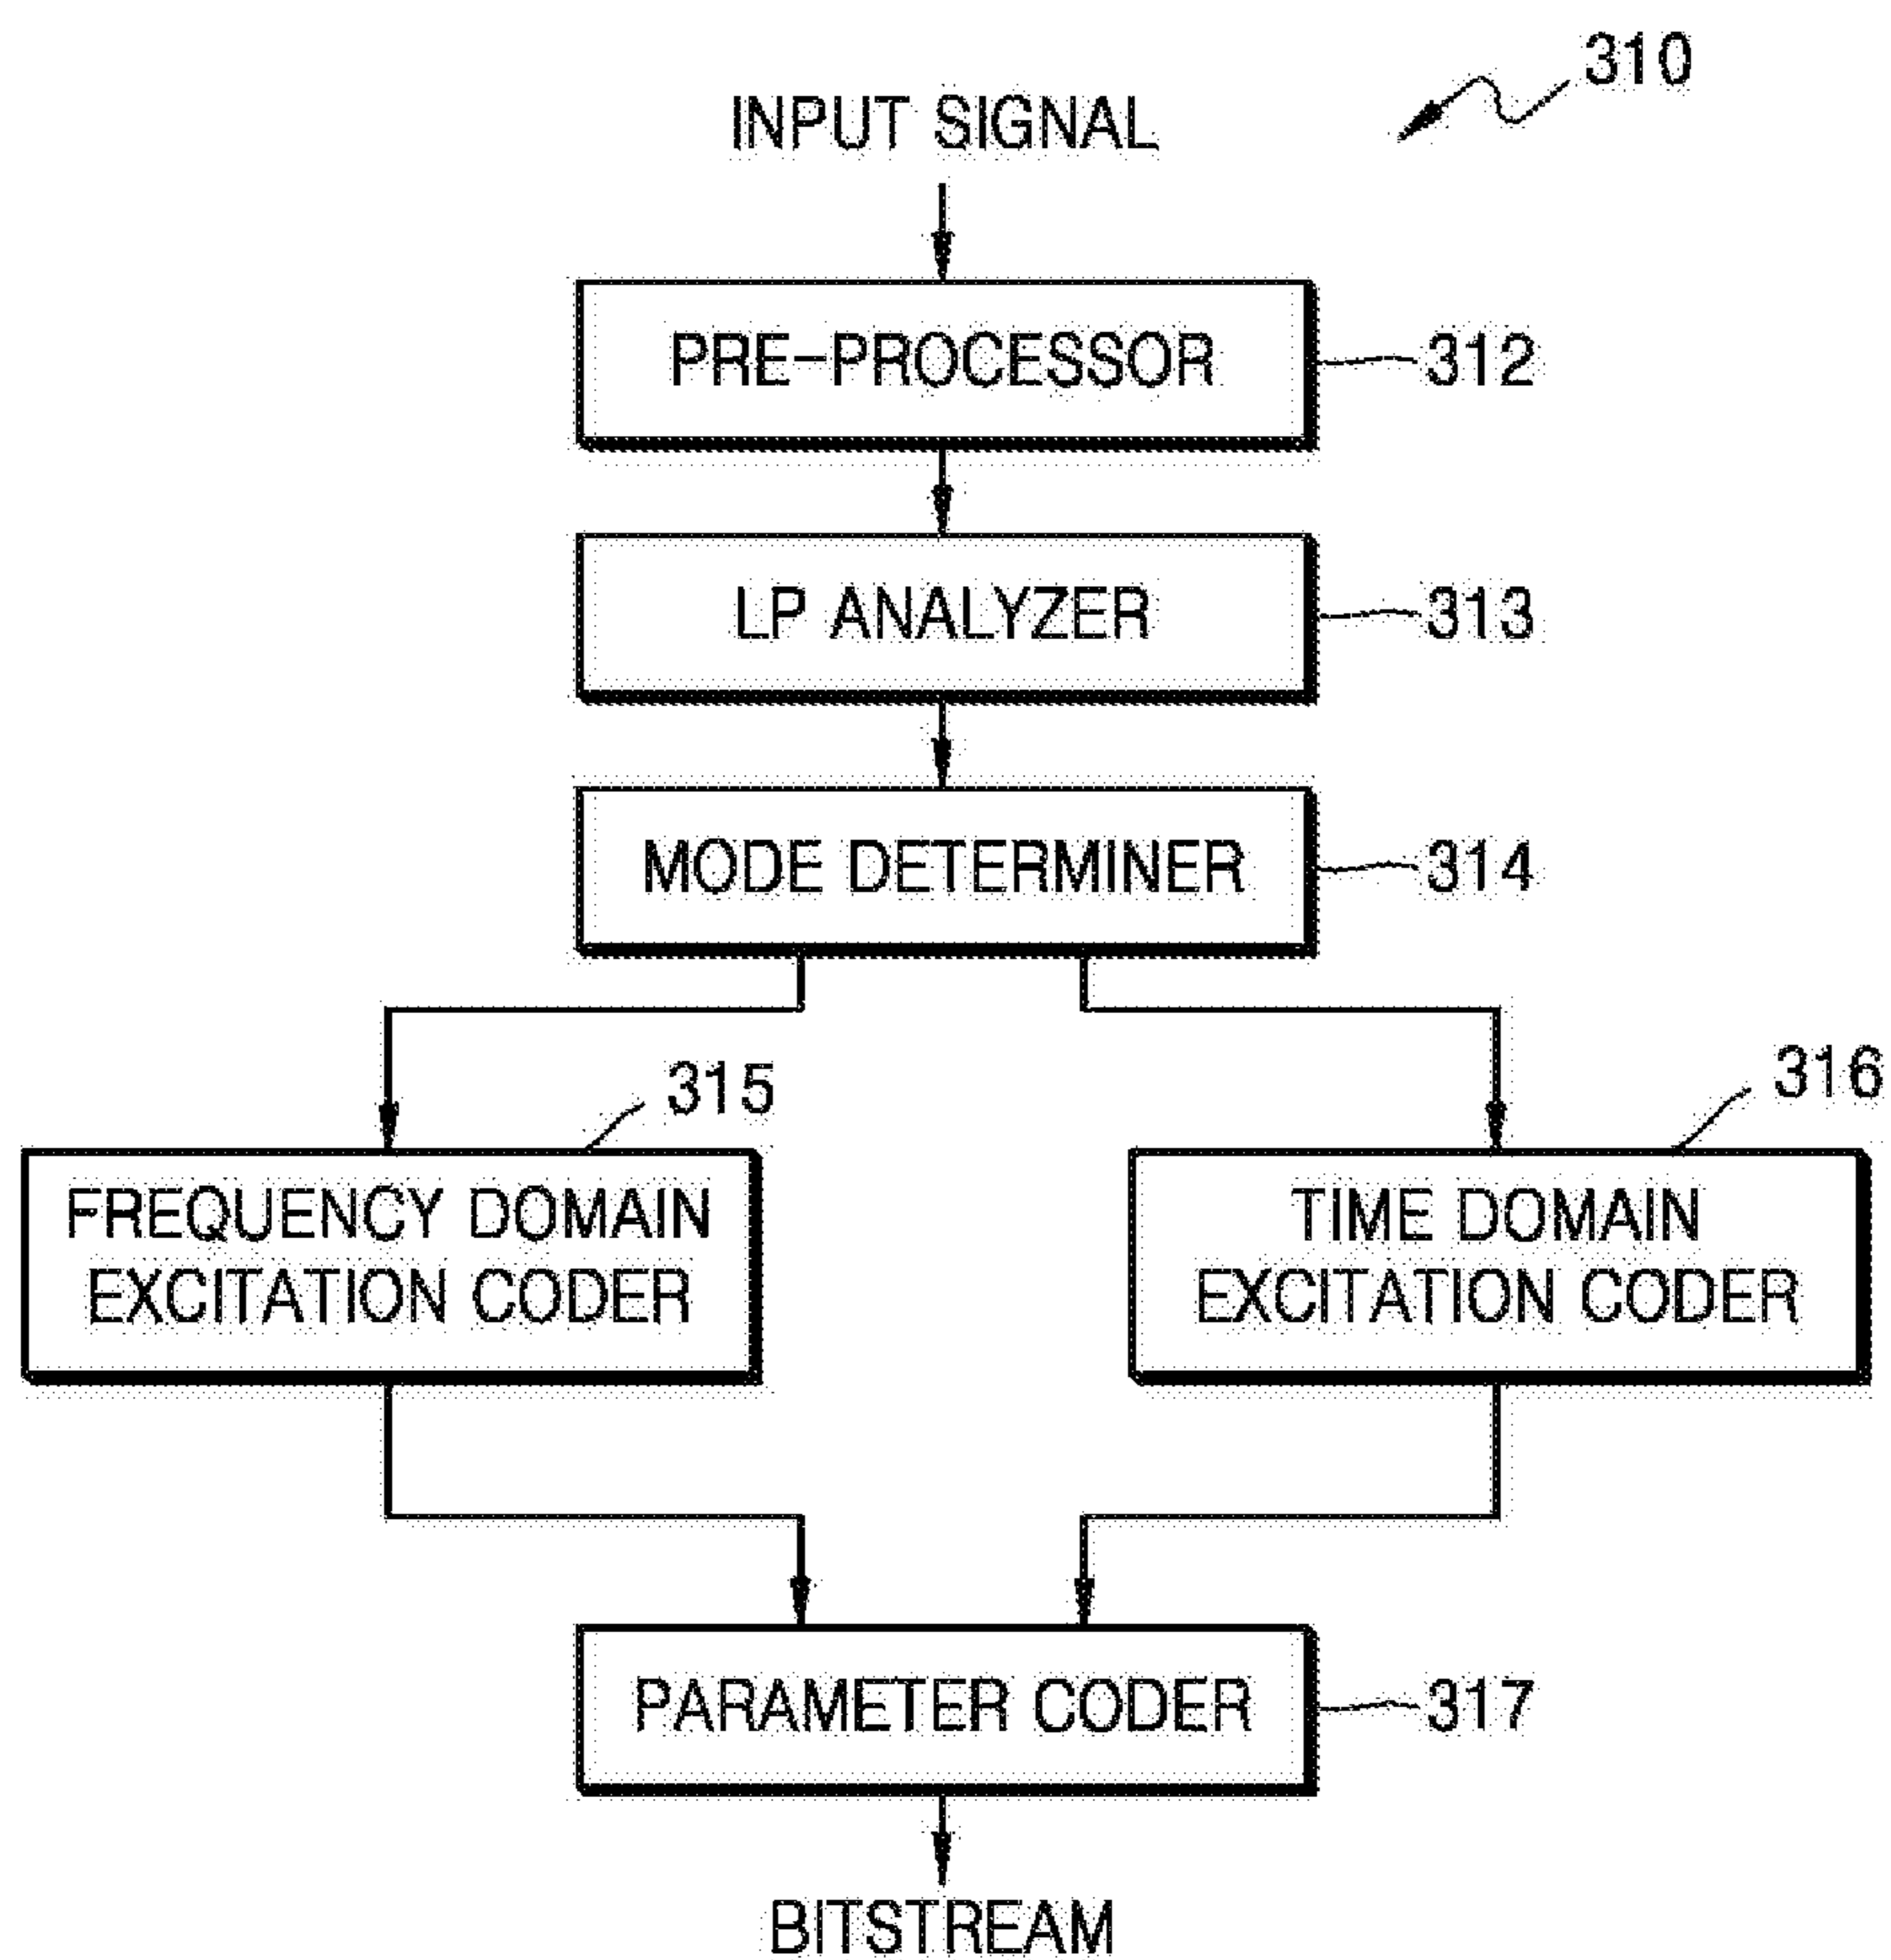 310
INPUT SIGNAL
PRE-PROCESSOR
312
LP ANALYZER
313
MODE DETERMINER
314
315
316
FREQUENCY DOMAIN
EXCITATION CODER
TIME DOMAIN
EXCITATION CODER
PARAMETER CODER
317
BITSTREAM